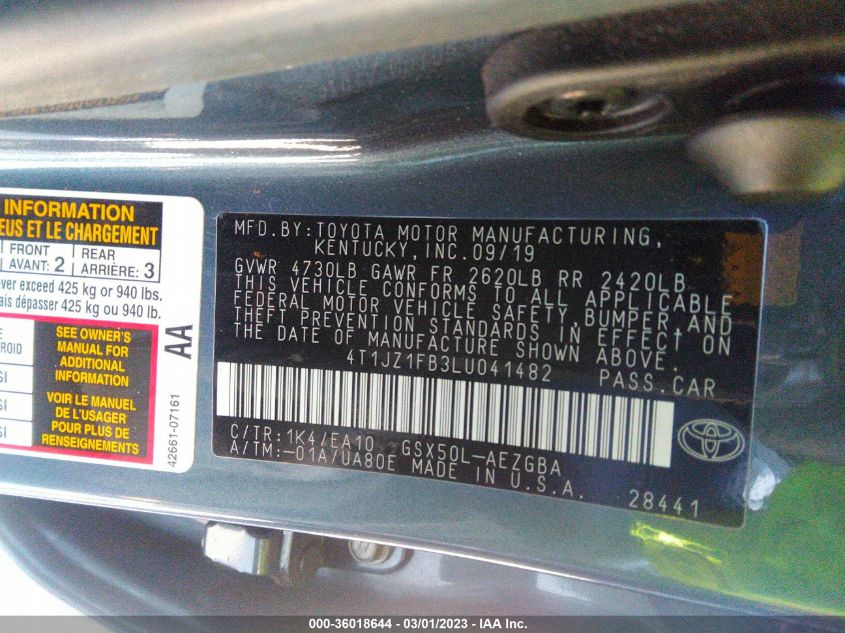 INFORMATION
EUS ET LE CHARGEMENT
FRONT
AVANT: 2
REAR
ARRIÈRE: 3
ver exceed 425 kg or 940 lbs.
ais dépasser 425 kg ou 940 lb.
SEE OWNER'S
MANUAL FOR
ADDITIONAL
INFORMATION
VOIR LE MANUEL
DE L'USAGER
POUR PLUS DE
RENSEIGNEMENTS
AA
42661-07161
MFD.BY:TOYOTA MOTOR MANUFACTURING,
KENTUCKY, INC. 09/19
GVWR 4730LB GAWR FR 2620LB RR 2420LB
THIS VEHICLE CONFORMS TO ALL APPLICABLE
FEDERAL MOTOR VEHICLE SAFETY, BUMPER, AND
THEFT PREVENTION STANDARDS IN EFFECT ON
THE DATE OF MANUFACTURE SHOWN ABOVE.
4T1JZ1FB3LU041482 PASS.CAR
C/TR:1K4/EA10 GSX50L-AEZGBA
A/TM:-01A/UA80E MADE IN U.S.A.
28441
000-36018644 - 03/01/2023 - IAA Inc.